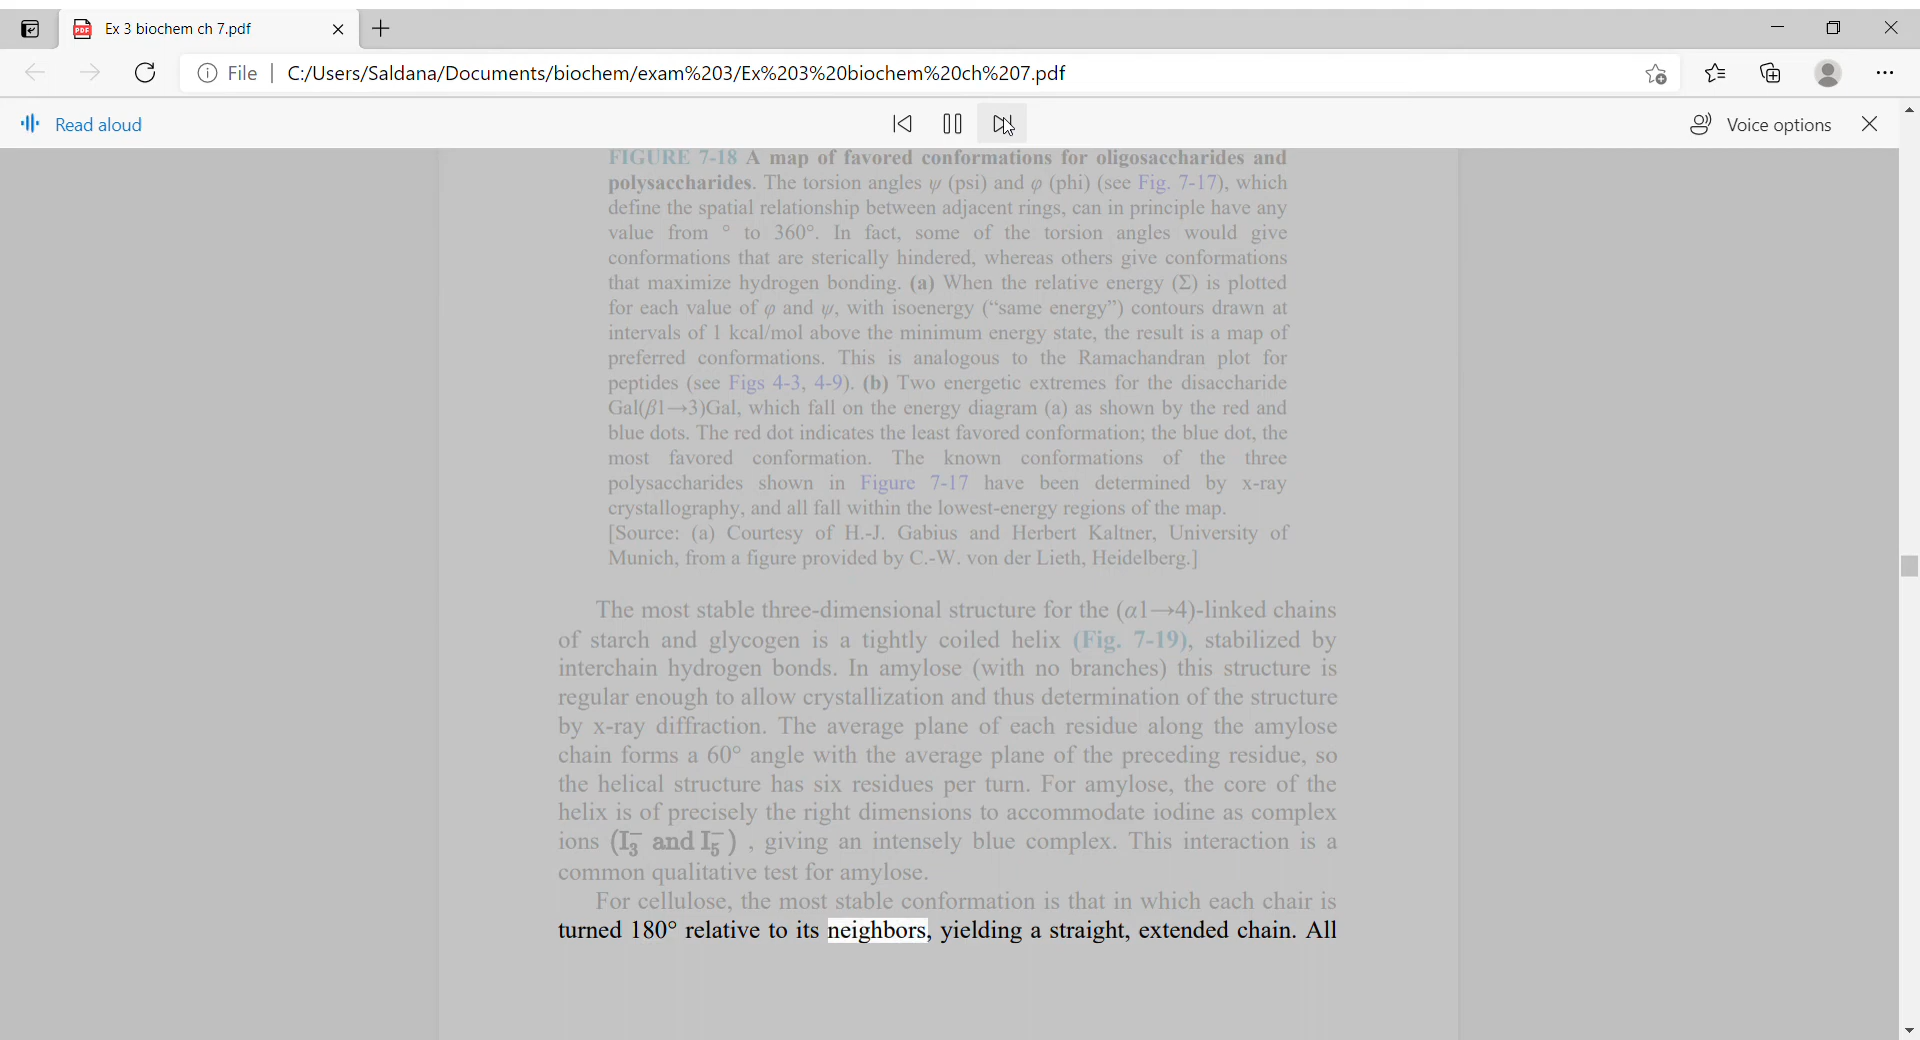 Ex 3 biochem ch 7.pdf
File | C:/Users/Saldana/Documents/biochem/exam%203/Ex%203%20biochem%20ch%207.pdf
Read aloud
Voice options
FIGURE 7-18 A map of favored conformations for oligosaccharides and
polysaccharides. The torsion angles ψ (psi) and φ (phi) (see Fig. 7-17), which
define the spatial relationship between adjacent rings, can in principle have any
value from ° to 360°. In fact, some of the torsion angles would give
conformations that are sterically hindered, whereas others give conformations
that maximize hydrogen bonding. (a) When the relative energy (Σ) is plotted
for each value of φ and ψ, with isoenergy (“same energy”) contours drawn at
intervals of 1 kcal/mol above the minimum energy state, the result is a map of
preferred conformations. This is analogous to the Ramachandran plot for
peptides (see Figs 4-3, 4-9). (b) Two energetic extremes for the disaccharide
Gal(β1→3)Gal, which fall on the energy diagram (a) as shown by the red and
blue dots. The red dot indicates the least favored conformation; the blue dot, the
most favored conformation. The known conformations of the three
polysaccharides shown in Figure 7-17 have been determined by x-ray
crystallography, and all fall within the lowest-energy regions of the map.
[Source: (a) Courtesy of H.-J. Gabius and Herbert Kaltner, University of
Munich, from a figure provided by C.-W. von der Lieth, Heidelberg.]
The most stable three-dimensional structure for the (α1→4)-linked chains
of starch and glycogen is a tightly coiled helix (Fig. 7-19), stabilized by
interchain hydrogen bonds. In amylose (with no branches) this structure is
regular enough to allow crystallization and thus determination of the structure
by x-ray diffraction. The average plane of each residue along the amylose
chain forms a 60° angle with the average plane of the preceding residue, so
the helical structure has six residues per turn. For amylose, the core of the
helix is of precisely the right dimensions to accommodate iodine as complex
ions (I₃⁻ and I₅⁻) , giving an intensely blue complex. This interaction is a
common qualitative test for amylose.
For cellulose, the most stable conformation is that in which each chair is
turned 180° relative to its neighbors, yielding a straight, extended chain. All